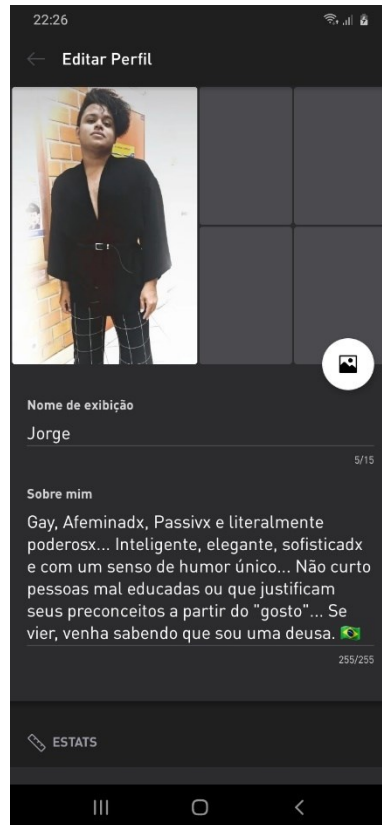 22:26
Editar Perfil
Nome de exibição
Jorge
5/15
Sobre mim
Gay, Afeminadx, Passivx e literalmente
poderosx... Inteligente, elegante, sofisticadx
e com um senso de humor único... Não curto
pessoas mal educadas ou que justificam
seus preconceitos a partir do "gosto"... Se
vier, venha sabendo que sou uma deusa. 🇧🇷
255/255
ESTATS